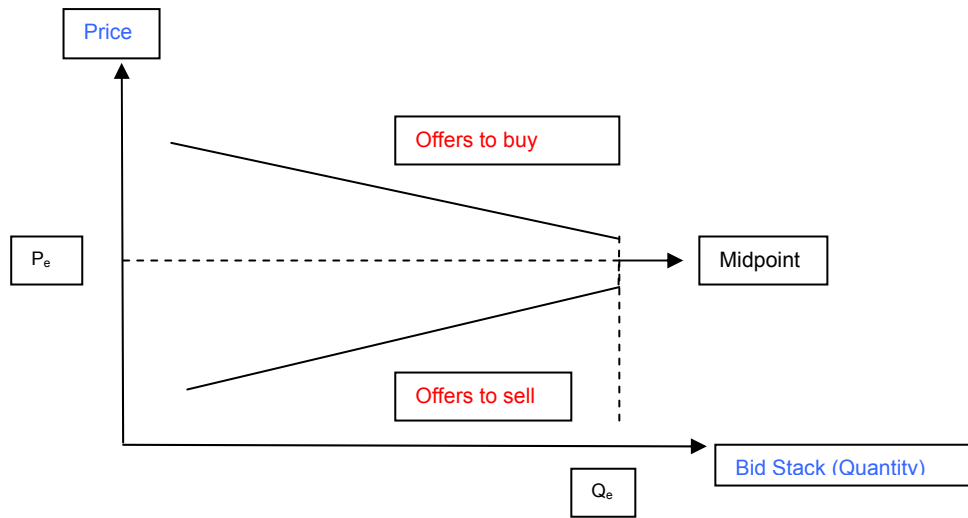 Price
Offers to buy
Pₑ
Midpoint
Offers to sell
Bid Stack (Quantity)
Qₑ